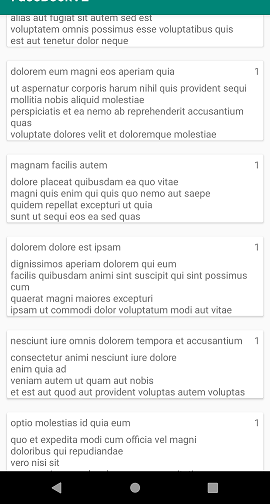 alias aut fugiat sit autem sed est
voluptatem omnis possimus esse voluptatibus quis
est aut tenetur dolor neque
dolorem eum magni eos aperiam quia 1
ut aspernatur corporis harum nihil quis provident sequi
mollitia nobis aliquid molestiae
perspiciatis et ea nemo ab reprehenderit accusantium
quas
voluptate dolores velit et doloremque molestiae
magnam facilis autem 1
dolore placeat quibusdam ea quo vitae
magni quis enim qui quis quo nemo aut saepe
quidem repellat excepturi ut quia
sunt ut sequi eos ea sed quas
dolorem dolore est ipsam 1
dignissimos aperiam dolorem qui eum
facilis quibusdam animi sint suscipit qui sint possimus
cum
quaerat magni maiores excepturi
ipsam ut commodi dolor voluptatum modi aut vitae
nesciunt iure omnis dolorem tempora et accusantium 1
consectetur animi nesciunt iure dolore
enim quia ad
veniam autem ut quam aut nobis
et est aut quod aut provident voluptas autem voluptas
optio molestias id quia eum 1
quo et expedita modi cum officia vel magni
doloribus qui repudiandae
vero nisi sit